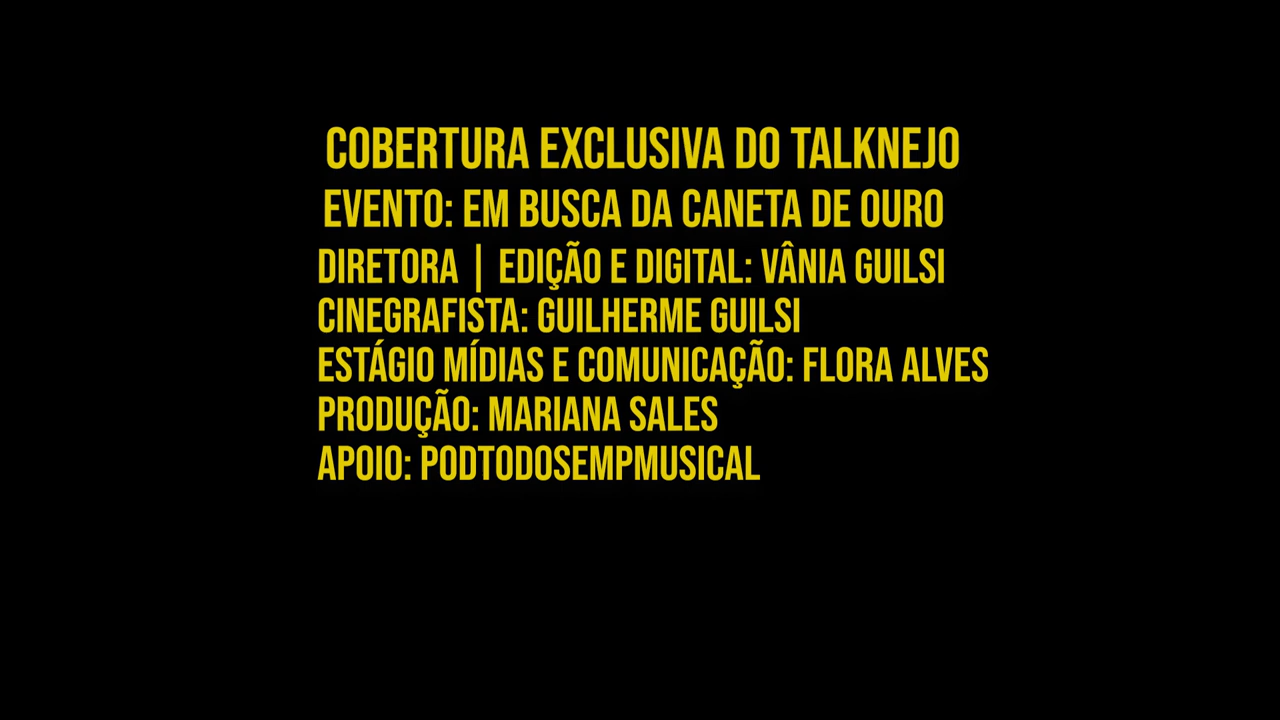 COBERTURA EXCLUSIVA DO TALKNEJO
EVENTO: EM BUSCA DA CANETA DE OURO
DIRETORA | EDIÇÃO E DIGITAL: VÂNIA GUILSI
CINEGRAFISTA: GUILHERME GUILSI
ESTÁGIO MÍDIAS E COMUNICAÇÃO: FLORA ALVES
PRODUÇÃO: MARIANA SALES
APOIO: PODTODOSEMPMUSICAL